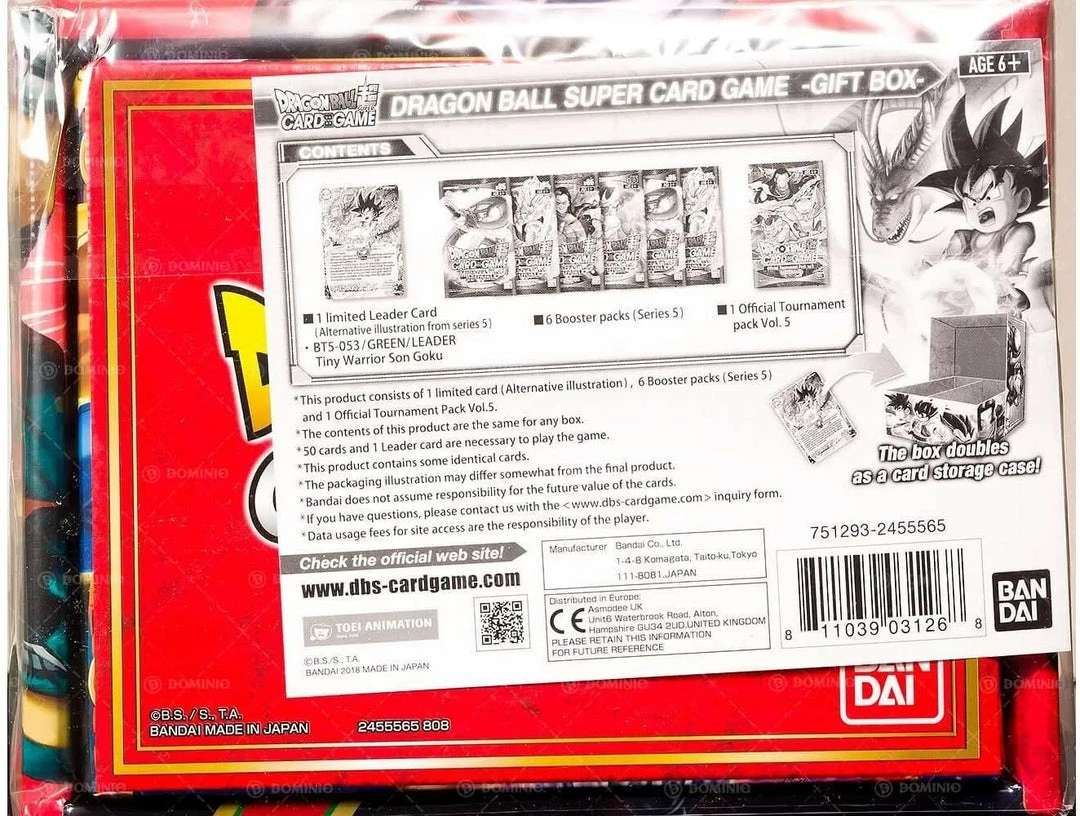 AGE 6+
DRAGON BALL SUPER CARD GAME
DRAGON BALL SUPER CARD GAME -GIFT BOX-
CONTENTS
■1 limited Leader Card
(Alternative illustration from series 5)
・BT5-053/GREEN/LEADER
Tiny Warrior Son Goku
■6 Booster packs (Series 5)
■1 Official Tournament
pack Vol. 5
*This product consists of 1 limited card (Alternative illustration), 6 Booster packs (Series 5)
and 1 Official Tournament Pack Vol.5.
*The contents of this product are the same for any box.
*50 cards and 1 Leader card are necessary to play the game.
*This product contains some identical cards.
*The packaging illustration may differ somewhat from the final product.
*Bandai does not assume responsibility for the future value of the cards.
*If you have questions, please contact us with the <www.dbs-cardgame.com> inquiry form.
*Data usage fees for site access are the responsibility of the player.
The box doubles
as a card storage case!
Check the official web site!
www.dbs-cardgame.com
TOEI ANIMATION
©B.S./S., T.A.
BANDAI 2018 MADE IN JAPAN
Manufacturer Bandai Co., Ltd.
1-4-8 Komagata, Taito-ku,Tokyo
111-8081,JAPAN
Distributed in Europe:
CE
Asmodee UK
Unit6 Waterbrook Road, Alton,
Hampshire GU34 2UD,UNITED KINGDOM
PLEASE RETAIN THIS INFORMATION
FOR FUTURE REFERENCE
751293-2455565
8 11039 03126 8
BAN
DAI
BAN
DAI
©B.S./S., T.A.
BANDAI MADE IN JAPAN
2455565 808
DOMINIO